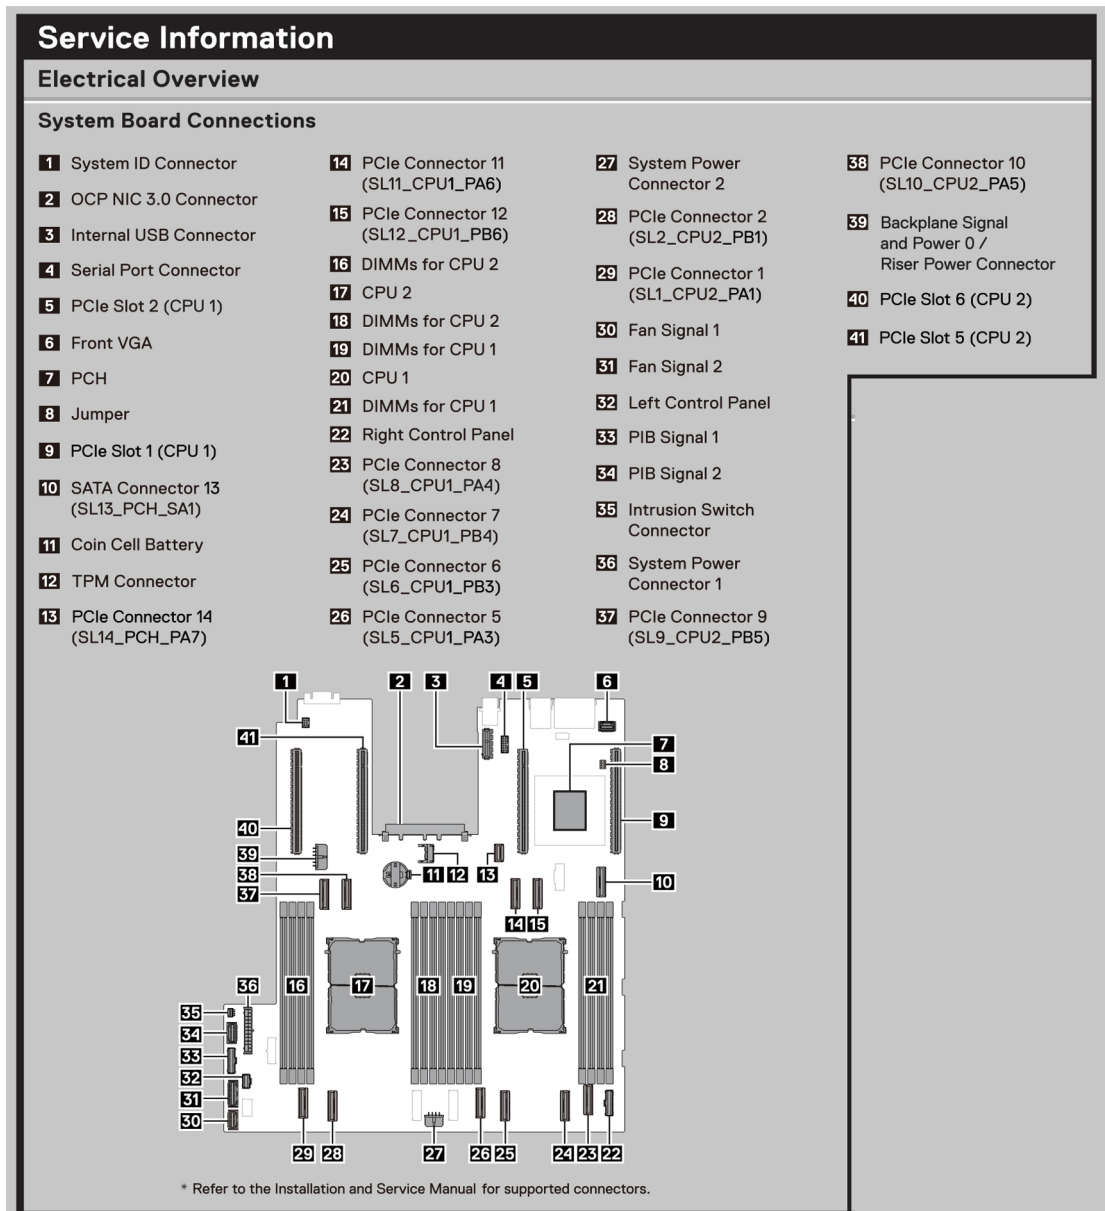 Service Information
Electrical Overview
System Board Connections
1 System ID Connector
2 OCP NIC 3.0 Connector
3 Internal USB Connector
4 Serial Port Connector
5 PCIe Slot 2 (CPU 1)
6 Front VGA
7 PCH
8 Jumper
9 PCIe Slot 1 (CPU 1)
10 SATA Connector 13
(SL13_PCH_SA1)
11 Coin Cell Battery
12 TPM Connector
13 PCIe Connector 14
(SL14_PCH_PA7)
14 PCIe Connector 11
(SL11_CPU1_PA6)
15 PCIe Connector 12
(SL12_CPU1_PB6)
16 DIMMs for CPU 2
17 CPU 2
18 DIMMs for CPU 2
19 DIMMs for CPU 1
20 CPU 1
21 DIMMs for CPU 1
22 Right Control Panel
23 PCIe Connector 8
(SL8_CPU1_PA4)
24 PCIe Connector 7
(SL7_CPU1_PB4)
25 PCIe Connector 6
(SL6_CPU1_PB3)
26 PCIe Connector 5
(SL5_CPU1_PA3)
27 System Power
Connector 2
28 PCIe Connector 2
(SL2_CPU2_PB1)
29 PCIe Connector 1
(SL1_CPU2_PA1)
30 Fan Signal 1
31 Fan Signal 2
32 Left Control Panel
33 PIB Signal 1
34 PIB Signal 2
35 Intrusion Switch
Connector
36 System Power
Connector 1
37 PCIe Connector 9
(SL9_CPU2_PB5)
38 PCIe Connector 10
(SL10_CPU2_PA5)
39 Backplane Signal
and Power 0 /
Riser Power Connector
40 PCIe Slot 6 (CPU 2)
41 PCIe Slot 5 (CPU 2)
1 2 3 4 5 6
41 7
8
2
40 9
39
38 11 12 13 10
37
14 15
36 16 17 18 19 20 21
35
34
33
32
31
30
29 28 27 26 25 24 23 22
* Refer to the Installation and Service Manual for supported connectors.